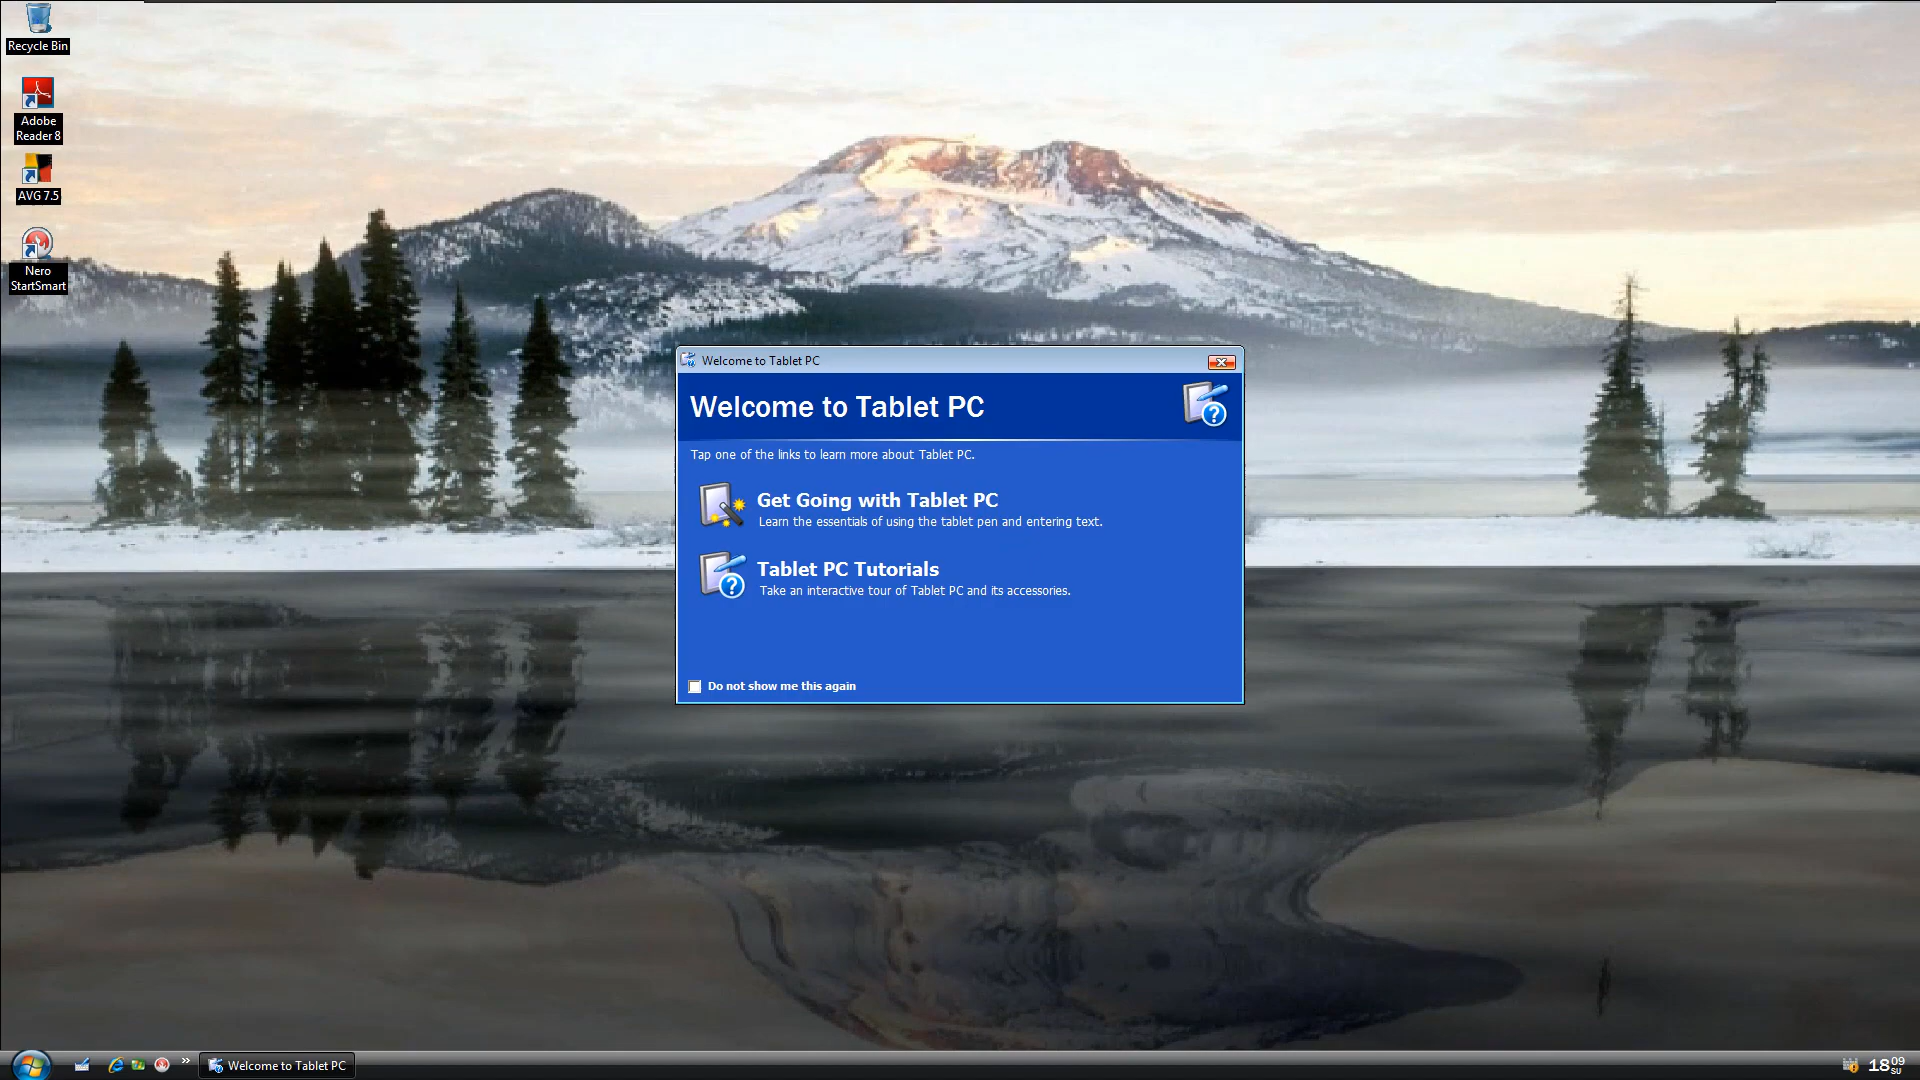 Recycle Bin
Adobe
Reader 8
AVG 7.5
Nero
StartSmart
Welcome to Tablet PC
Welcome to Tablet PC
Tap one of the links to learn more about Tablet PC.
Get Going with Tablet PC
Learn the essentials of using the tablet pen and entering text.
Tablet PC Tutorials
Take an interactive tour of Tablet PC and its accessories.
Do not show me this again
Welcome to Tablet PC
18 09
SU